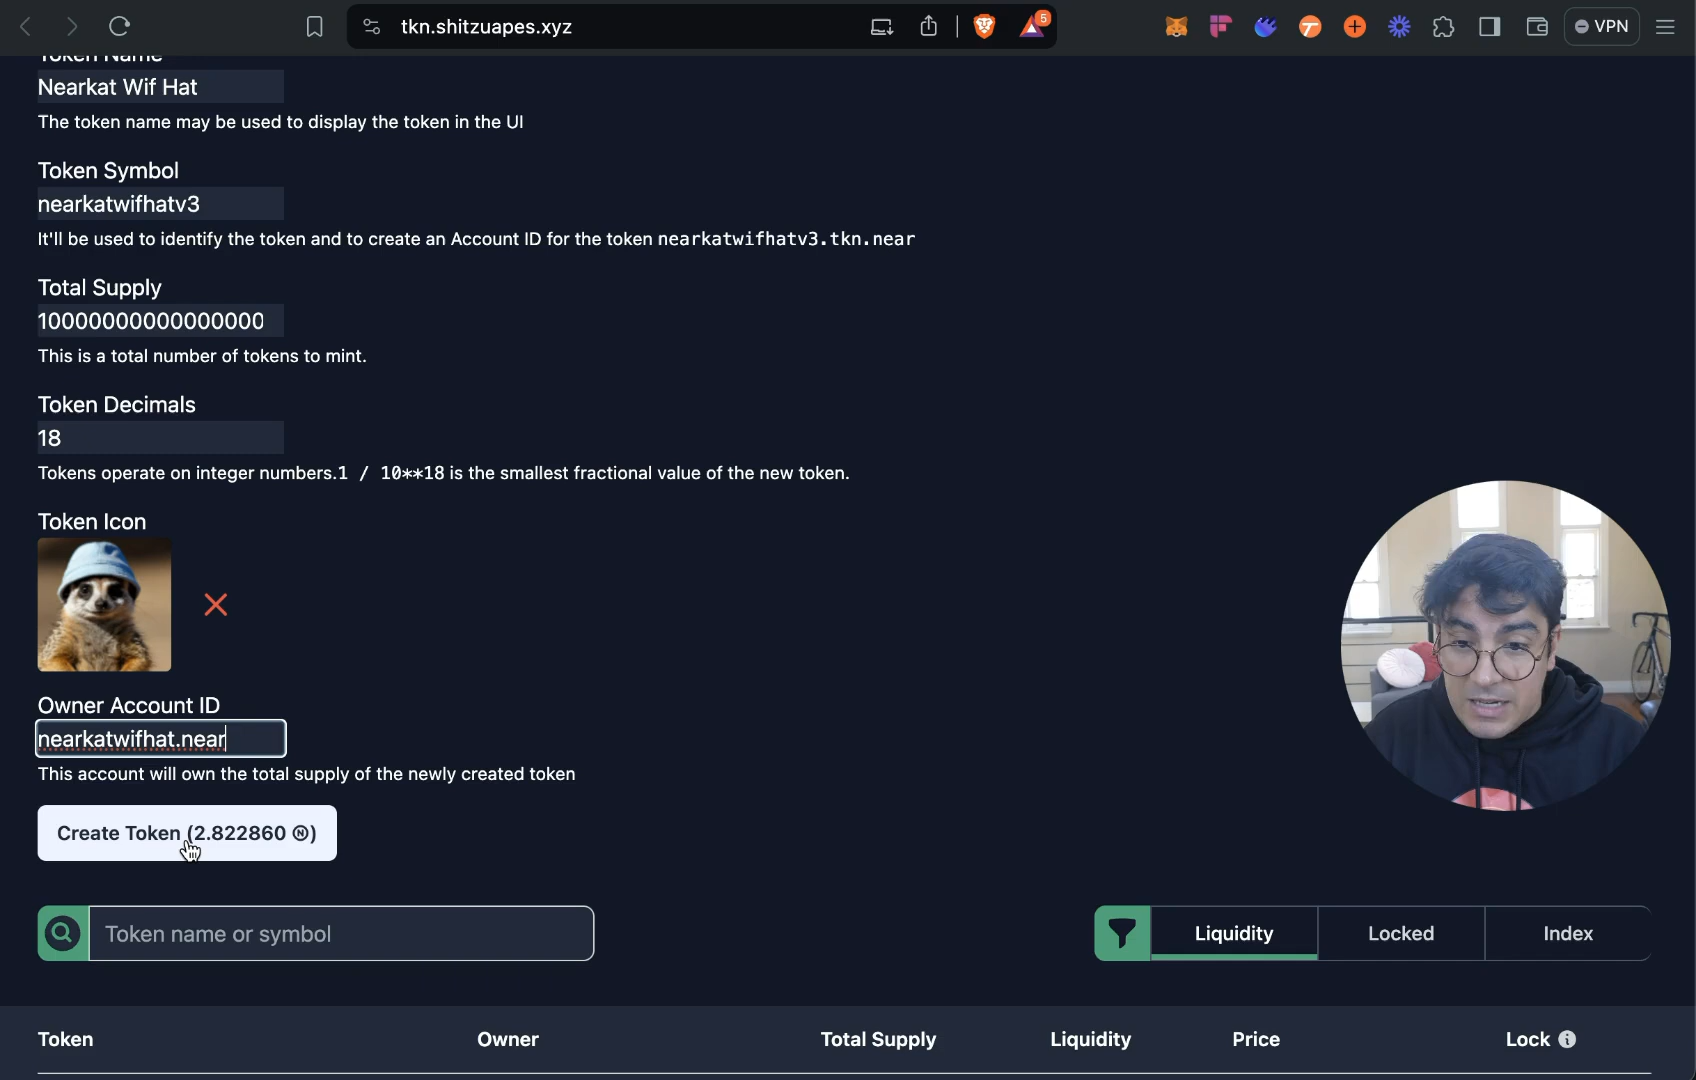 tkn.shitzuapes.xyz
5
VPN
Token Name
Nearkat Wif Hat
The token name may be used to display the token in the UI
Token Symbol
nearkatwifhatv3
It'll be used to identify the token and to create an Account ID for the token nearkatwifhatv3.tkn.near
Total Supply
10000000000000000
This is a total number of tokens to mint.
Token Decimals
18
Tokens operate on integer numbers.1 / 10**18 is the smallest fractional value of the new token.
Token Icon
Owner Account ID
nearkatwifhat.near
This account will own the total supply of the newly created token
Create Token (2.822860 Ⓝ)
Token name or symbol
Liquidity
Locked
Index
Token
Owner
Total Supply
Liquidity
Price
Lock